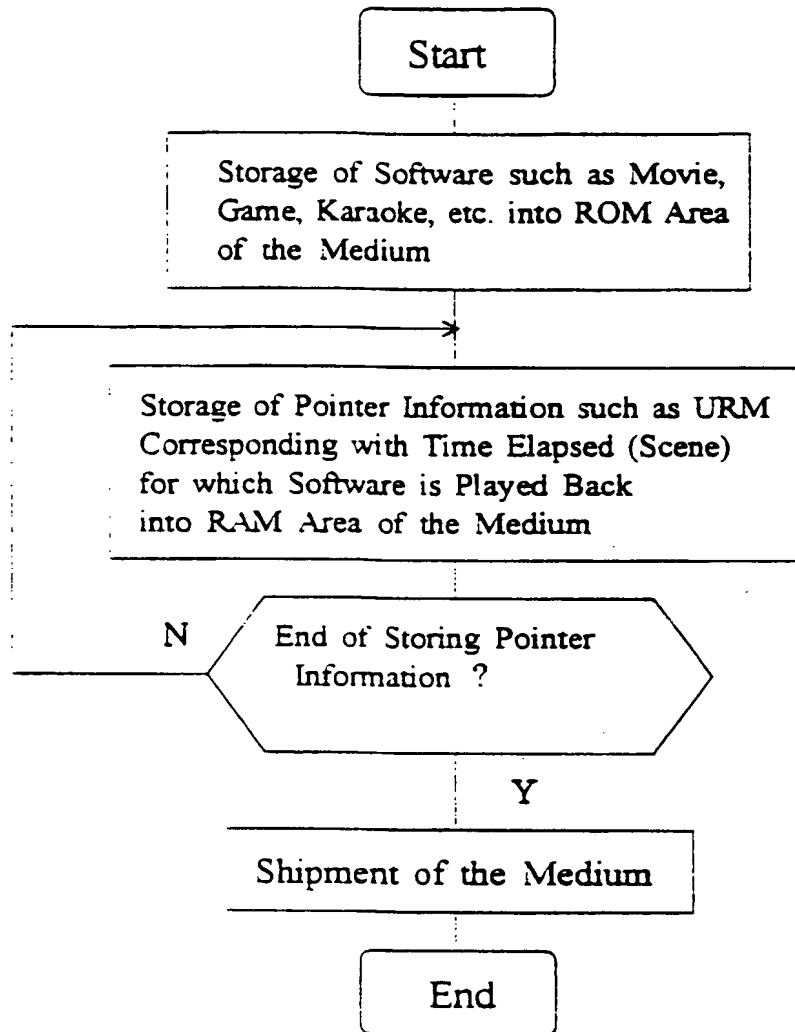 Start
Storage of Software such as Movie,
Game, Karaoke, etc. into ROM Area
of the Medium
Storage of Pointer Information such as URM
Corresponding with Time Elapsed (Scene)
for which Software is Played Back
into RAM Area of the Medium
N
End of Storing Pointer
Information ?
Y
Shipment of the Medium
End